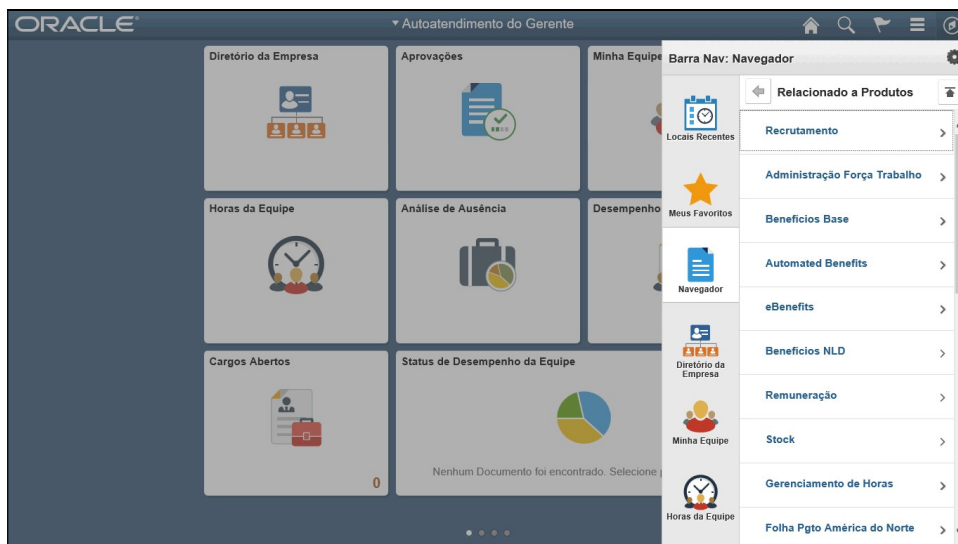 ORACLE
Autoatendimento do Gerente
Diretório da Empresa
Aprovações
Minha Equipe
Horas da Equipe
Análise de Ausência
Desempenho
Cargos Abertos
0
Status de Desempenho da Equipe
Nenhum Documento foi encontrado. Selecione
Barra Nav: Navegador
Locais Recentes
Meus Favoritos
Navegador
Diretório da
Empresa
Minha Equipe
Horas da Equipe
Relacionado a Produtos
Recrutamento
Administração Força Trabalho
Benefícios Base
Automated Benefits
eBenefits
Benefícios NLD
Remuneração
Stock
Gerenciamento de Horas
Folha Pgto América do Norte